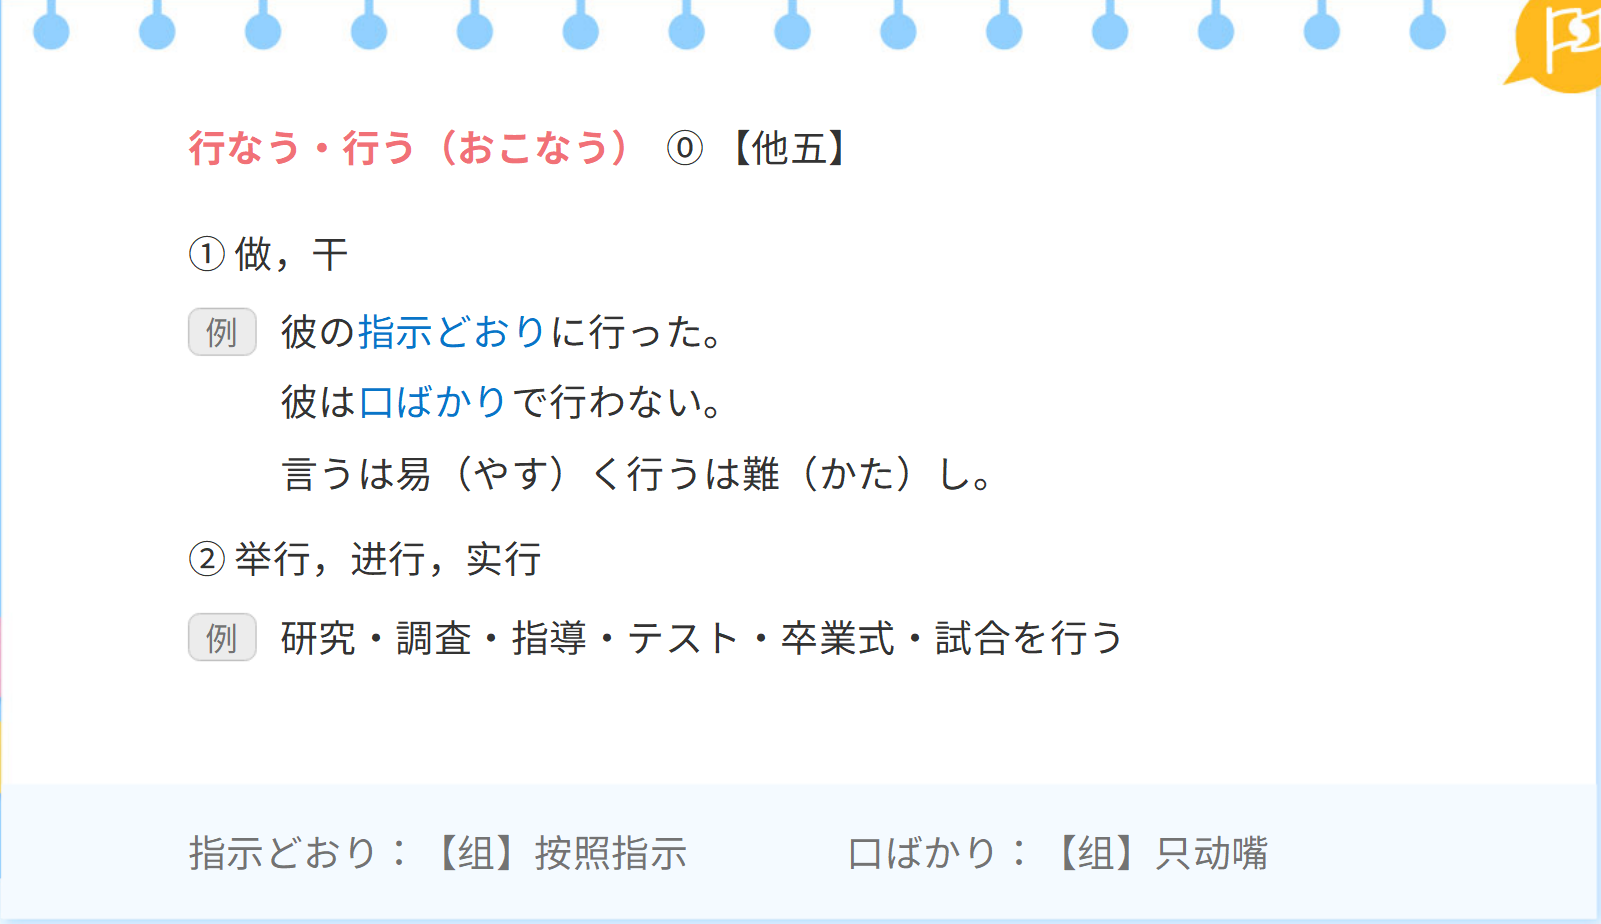 行なう・行う（おこなう） ⓪ 【他五】
① 做，干
例 彼の指示どおりに行った。
彼は口ばかりで行わない。
言うは易（やす）く行うは難（かた）し。
② 举行，进行，实行
例 研究・調査・指導・テスト・卒業式・試合を行う
指示どおり：【组】按照指示 口ばかり：【组】只动嘴